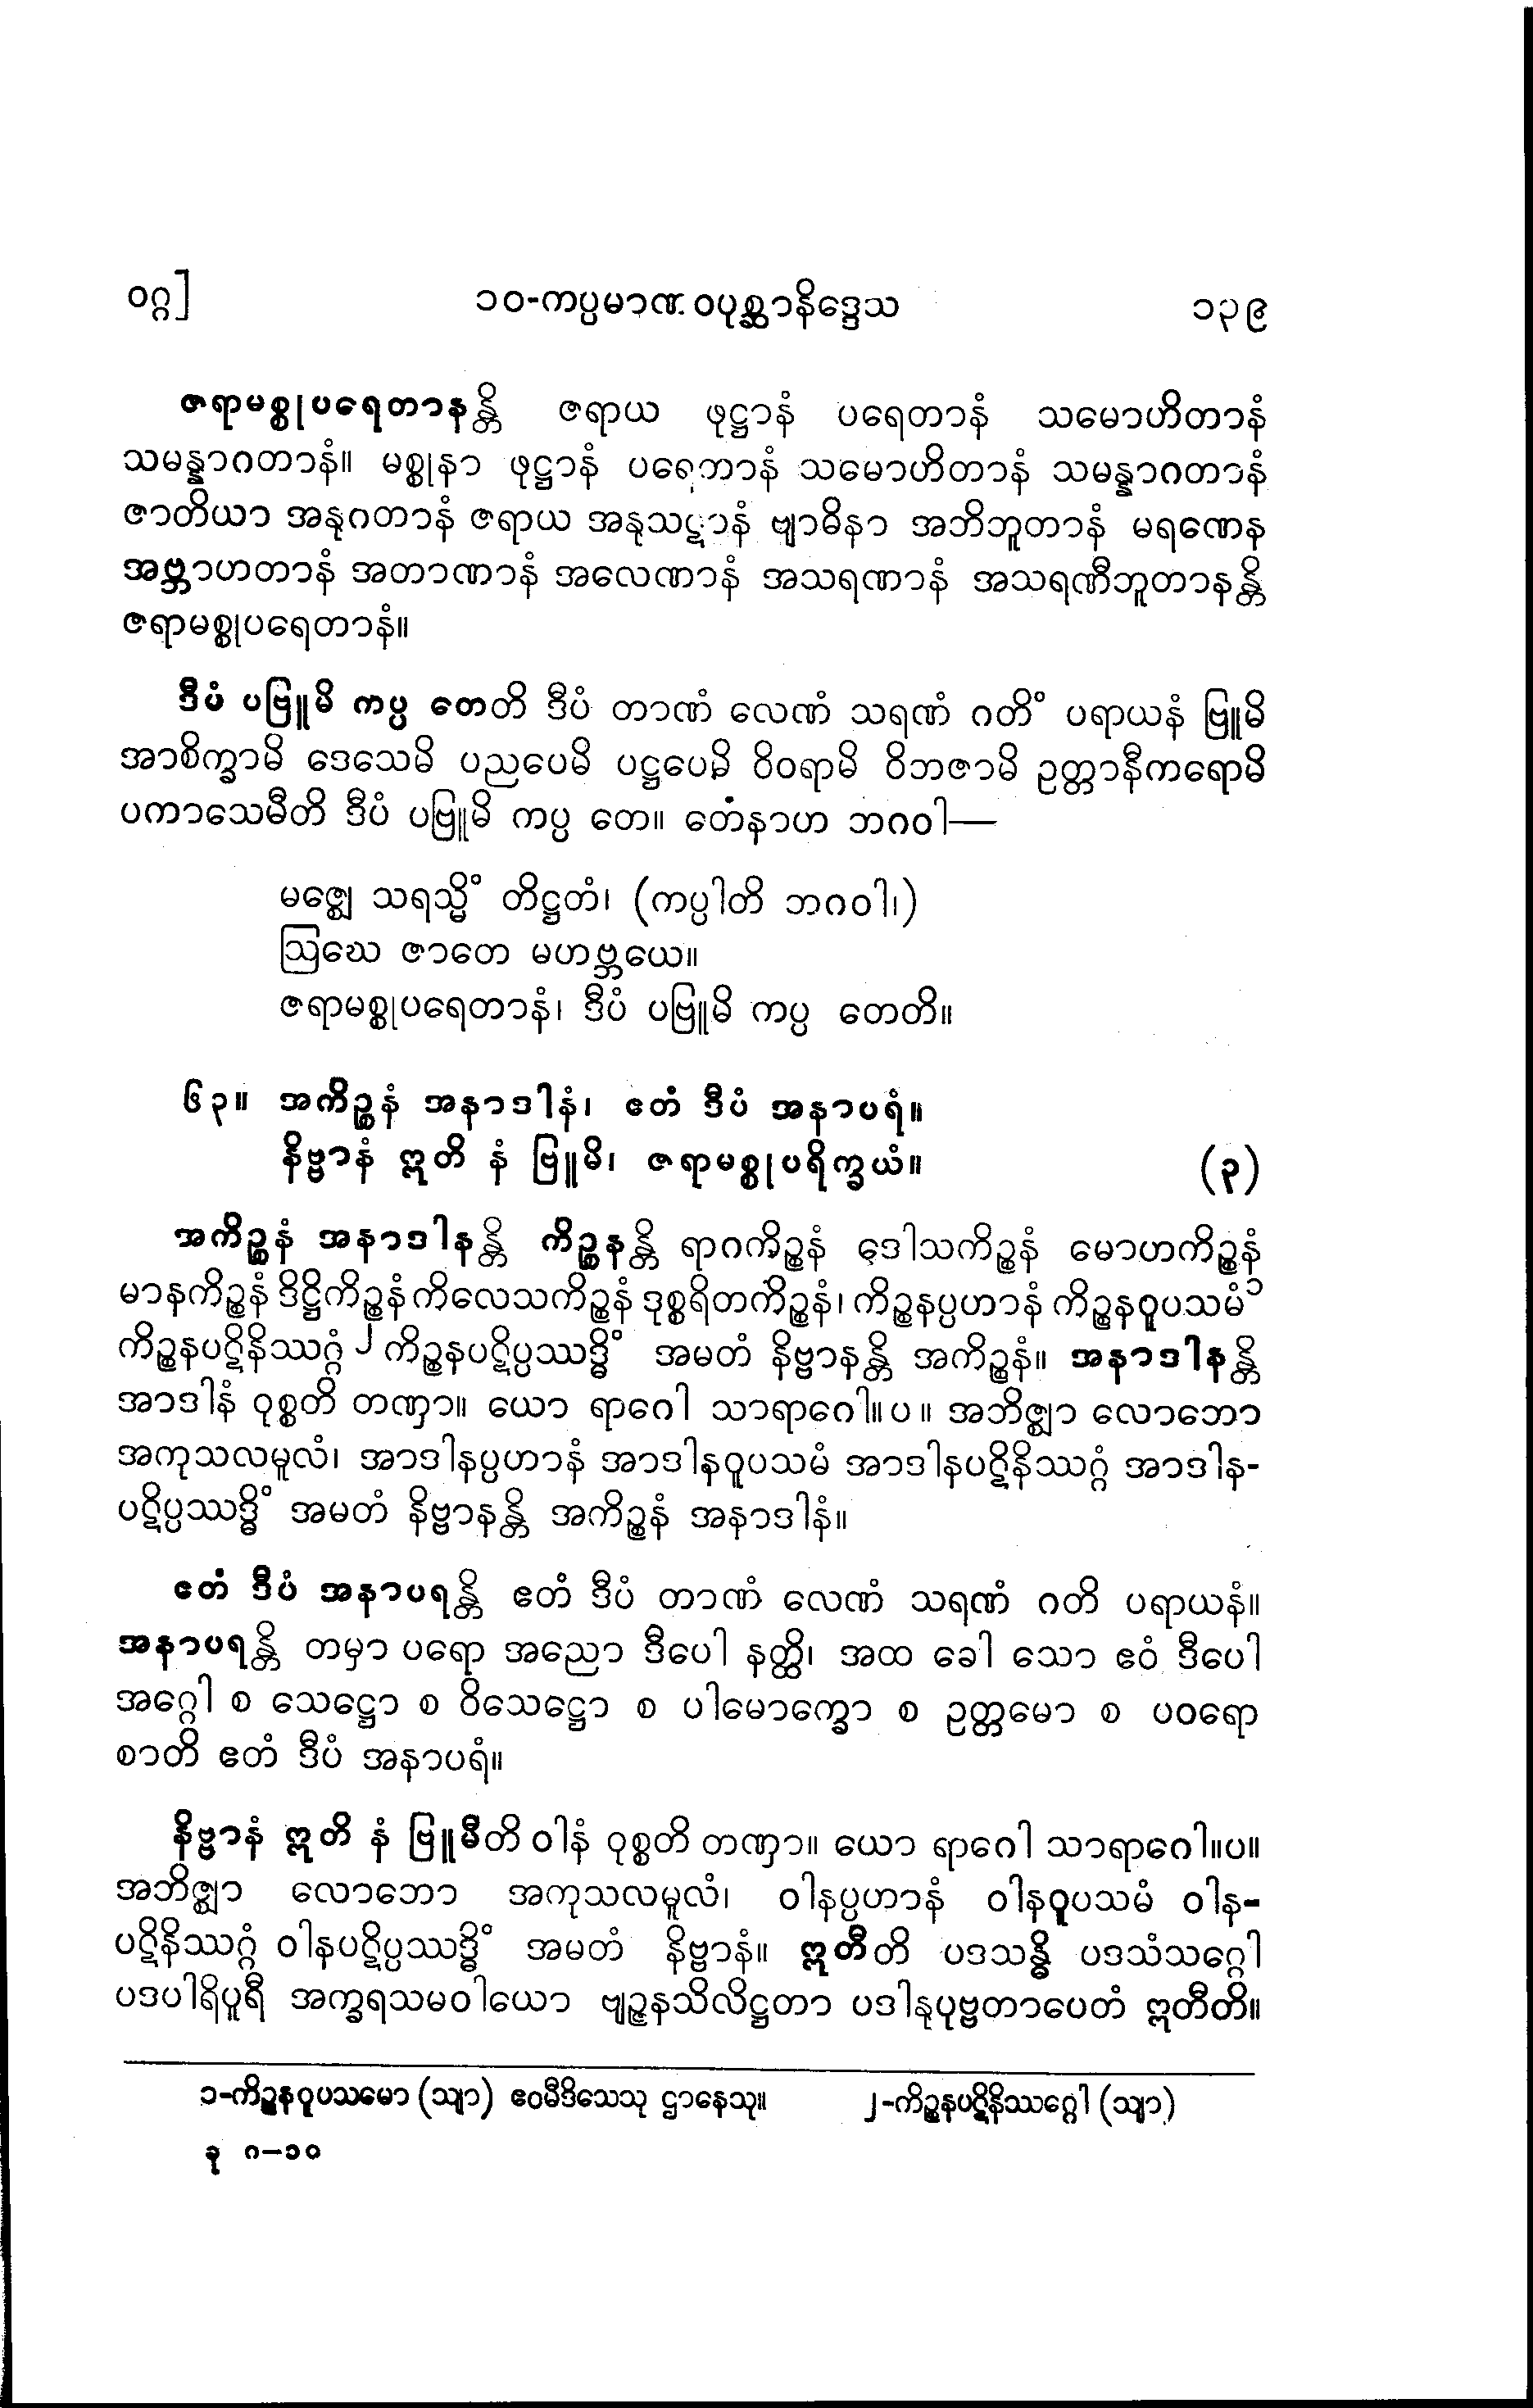 ဝဂ္ဂ] ၁၀-ကပ္ပမာဏဝပုစ္ဆာနိဒ္ဒေသ ၁၃၉
ဇရာမစ္စုပရေတာနန္တိ ဇရာယ ဖုဋ္ဌာနံ ပရေတာနံ သမောဟိတာနံ
သမန္နာဂတာနံ။ မစ္စုနာ ဖုဋ္ဌာနံ ပရေတာနံ သမောဟိတာနံ သမန္နာဂတာနံ
ဇာတိယာ အနုဂတာနံ ဇရာယ အနုသဋာနံ ဗျာဓိနာ အဘိဘူတာနံ မရဏေန
အဗ္ဘာဟတာနံ အတာဏာနံ အလေဏာနံ အသရဏာနံ အသရဏီဘူတာနန္တိ
ဇရာမစ္စုပရေတာနံ။
ဒီပံ ပဗြူမိ ကပ္ပ တေတိ ဒီပံ တာဏံ လေဏံ သရဏံ ဂတိံ ပရာယနံ ဗြူမိ
အာစိက္ခာမိ ဒေသေမိ ပညပေမိ ပဋ္ဌပေမိ ဝိဝရာမိ ဝိဘဇာမိ ဥတ္တာနီကရောမိ
ပကာသေမီတိ ဒီပံ ပဗြူမိ ကပ္ပ တေ။ တေနာဟ ဘဂဝါ—
မဇ္ဈေ သရသ္မိံ တိဋ္ဌတံ၊ (ကပ္ပါတိ ဘဂဝါ၊)
ဩဃေ ဇာတေ မဟဗ္ဘယေ။
ဇရာမစ္စုပရေတာနံ၊ ဒီပံ ပဗြူမိ ကပ္ပ တေတိ။
၆၃။ အကိဉ္စနံ အနာဒါနံ၊ ဧတံ ဒီပံ အနာပရံ။
နိဗ္ဗာနံ ဣတိ နံ ဗြူမိ၊ ဇရာမစ္စုပရိက္ခယံ။ (၃)
အကိဉ္စနံ အနာဒါနန္တိ ကိဉ္စနန္တိ ရာဂကိဉ္စနံ ဒေါသကိဉ္စနံ မောဟကိဉ္စနံ
မာနကိဉ္စနံ ဒိဋ္ဌိကိဉ္စနံ ကိလေသကိဉ္စနံ ဒုစ္စရိတကိဉ္စနံ၊ ကိဉ္စနပ္ပဟာနံ ကိဉ္စနဝူပသမံ ၁
ကိဉ္စနပဋိနိဿဂ္ဂံ ၂ ကိဉ္စနပဋိပ္ပဿဒ္ဓိံ အမတံ နိဗ္ဗာနန္တိ အကိဉ္စနံ။ အနာဒါနန္တိ
အာဒါနံ ဝုစ္စတိ တဏှာ။ ယော ရာဂေါ သာရာဂေါ။ပ။ အဘိဇ္ဈာ လောဘော
အကုသလမူလံ၊ အာဒါနပ္ပဟာနံ အာဒါနဝူပသမံ အာဒါနပဋိနိဿဂ္ဂံ အာဒါန-
ပဋိပ္ပဿဒ္ဓိံ အမတံ နိဗ္ဗာနန္တိ အကိဉ္စနံ အနာဒါနံ။
ဧတံ ဒီပံ အနာပရန္တိ ဧတံ ဒီပံ တာဏံ လေဏံ သရဏံ ဂတိ ပရာယနံ။
အနာပရန္တိ တမှာ ပရော အညော ဒီပေါ နတ္ထိ၊ အထ ခေါ သော ဧဝံ ဒီပေါ
အဂ္ဂေါ စ သေဋ္ဌော စ ဝိသေဋ္ဌော စ ပါမောက္ခော စ ဥတ္တမော စ ပဝရော
စာတိ ဧတံ ဒီပံ အနာပရံ။
နိဗ္ဗာနံ ဣတိ နံ ဗြူမီတိ ဝါနံ ဝုစ္စတိ တဏှာ။ ယော ရာဂေါ သာရာဂေါ။ပ။
အဘိဇ္ဈာ လောဘော အကုသလမူလံ၊ ဝါနပ္ပဟာနံ ဝါနဝူပသမံ ဝါန-
ပဋိနိဿဂ္ဂံ ဝါနပဋိပ္ပဿဒ္ဓိံ အမတံ နိဗ္ဗာနံ။ ဣတီတိ ပဒသန္ဓိ ပဒသံသဂ္ဂေါ
ပဒပါရိပူရီ အက္ခရသမဝါယော ဗျဉ္ဇနသိလိဋ္ဌတာ ပဒါနုပုဗ္ဗတာပေတံ ဣတီတိ။
၁-ကိဉ္စနဝူပသမော (သျာ) ဧဝမီဒိသေသု ဌာနေသု။ ၂-ကိဉ္စနပဋိနိဿဂ္ဂေါ (သျာ)
ခု ဂ—၁၀